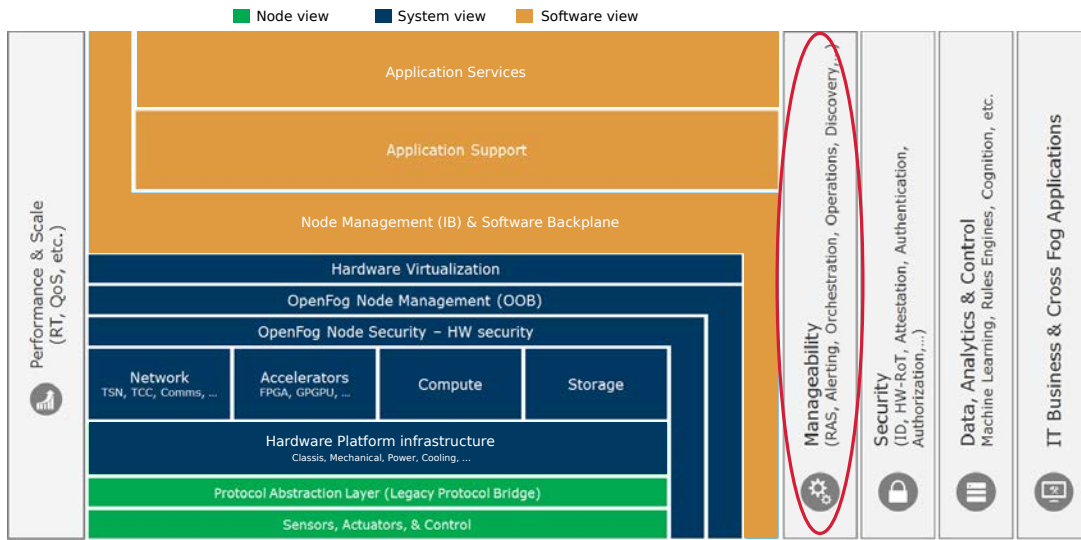 Node view
System view
Software view
Performance & Scale
(RT, QoS, etc.)
Application Services
Application Support
Node Management (IB) & Software Backplane
Hardware Virtualization
OpenFog Node Management (OOB)
OpenFog Node Security – HW security
Network
TSN, TCC, Comms, ...
Accelerators
FPGA, GPGPU, ...
Compute
Storage
Hardware Platform infrastructure
Classis, Mechanical, Power, Cooling, ...
Protocol Abstraction Layer (Legacy Protocol Bridge)
Sensors, Actuators, & Control
Manageability
(RAS, Alerting, Orchestration, Operations, Discovery,...)
Security
(ID, HW-RoT, Attestation, Authentication,
Authorization,...)
Data, Analytics & Control
Machine Learning, Rules Engines, Cognition, etc.
IT Business & Cross Fog Applications